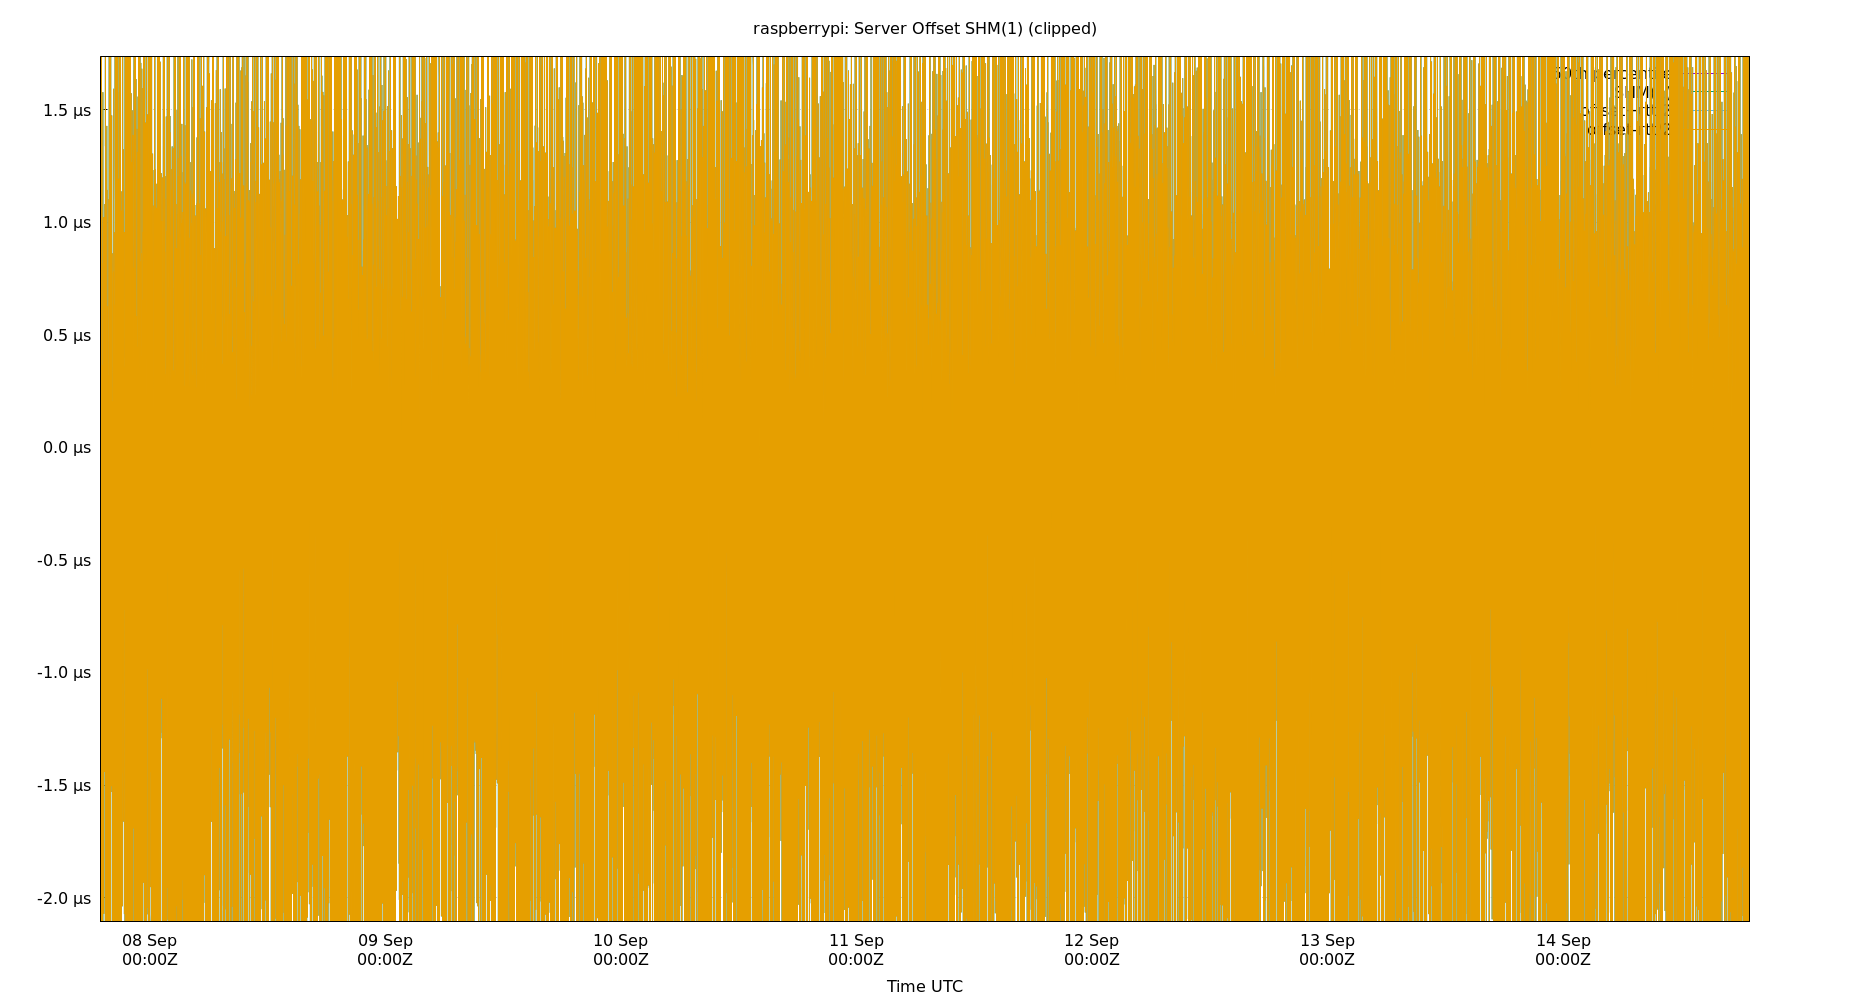 raspberrypi: Server Offset SHM(1) (clipped)
1.5 µs
1.0 µs
0.5 µs
0.0 µs
-0.5 µs
-1.0 µs
-1.5 µs
-2.0 µs
08 Sep 09 Sep 10 Sep 11 Sep 12 Sep 13 Sep 14 Sep
00:00Z 00:00Z 00:00Z 00:00Z 00:00Z 00:00Z 00:00Z
Time UTC